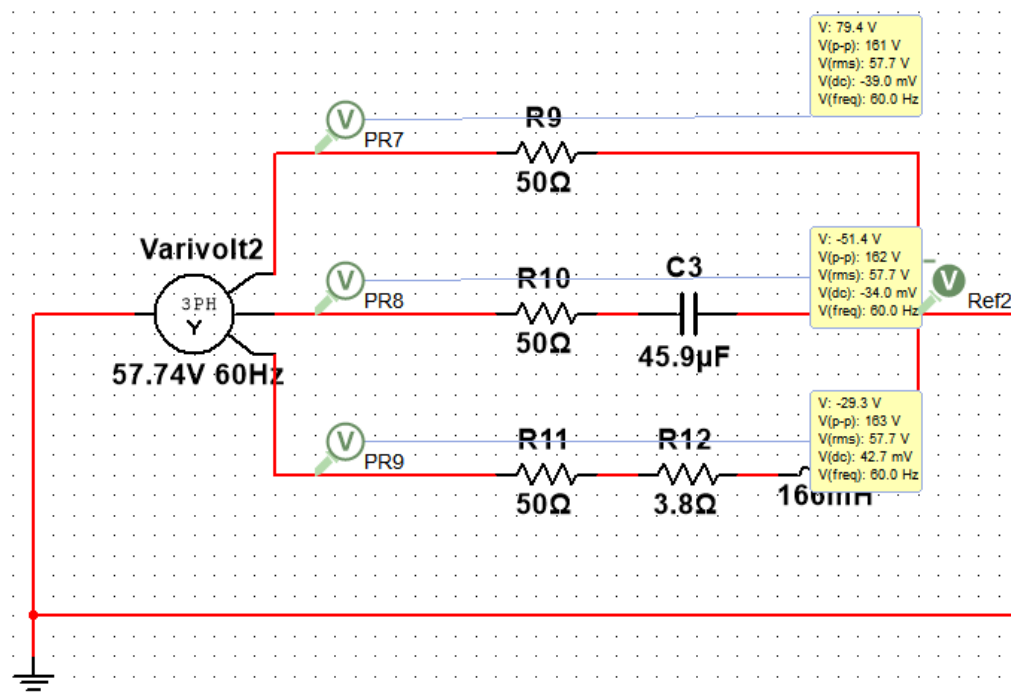 V: 79.4 V
V(p-p): 161 V
V(rms): 57.7 V
V(dc): -39.0 mV
V(freq): 60.0 Hz
V
PR7
R9
50Ω
Varivolt2
3PH
Y
57.74V 60Hz
V
PR8
R10
50Ω
C3
45.9µF
V: -51.4 V
V(p-p): 162 V
V(rms): 57.7 V
V(dc): -34.0 mV
V(freq): 60.0 Hz
V
Ref2
V
PR9
R11
50Ω
R12
3.8Ω
166mH
V: -29.3 V
V(p-p): 163 V
V(rms): 57.7 V
V(dc): 42.7 mV
V(freq): 60.0 Hz